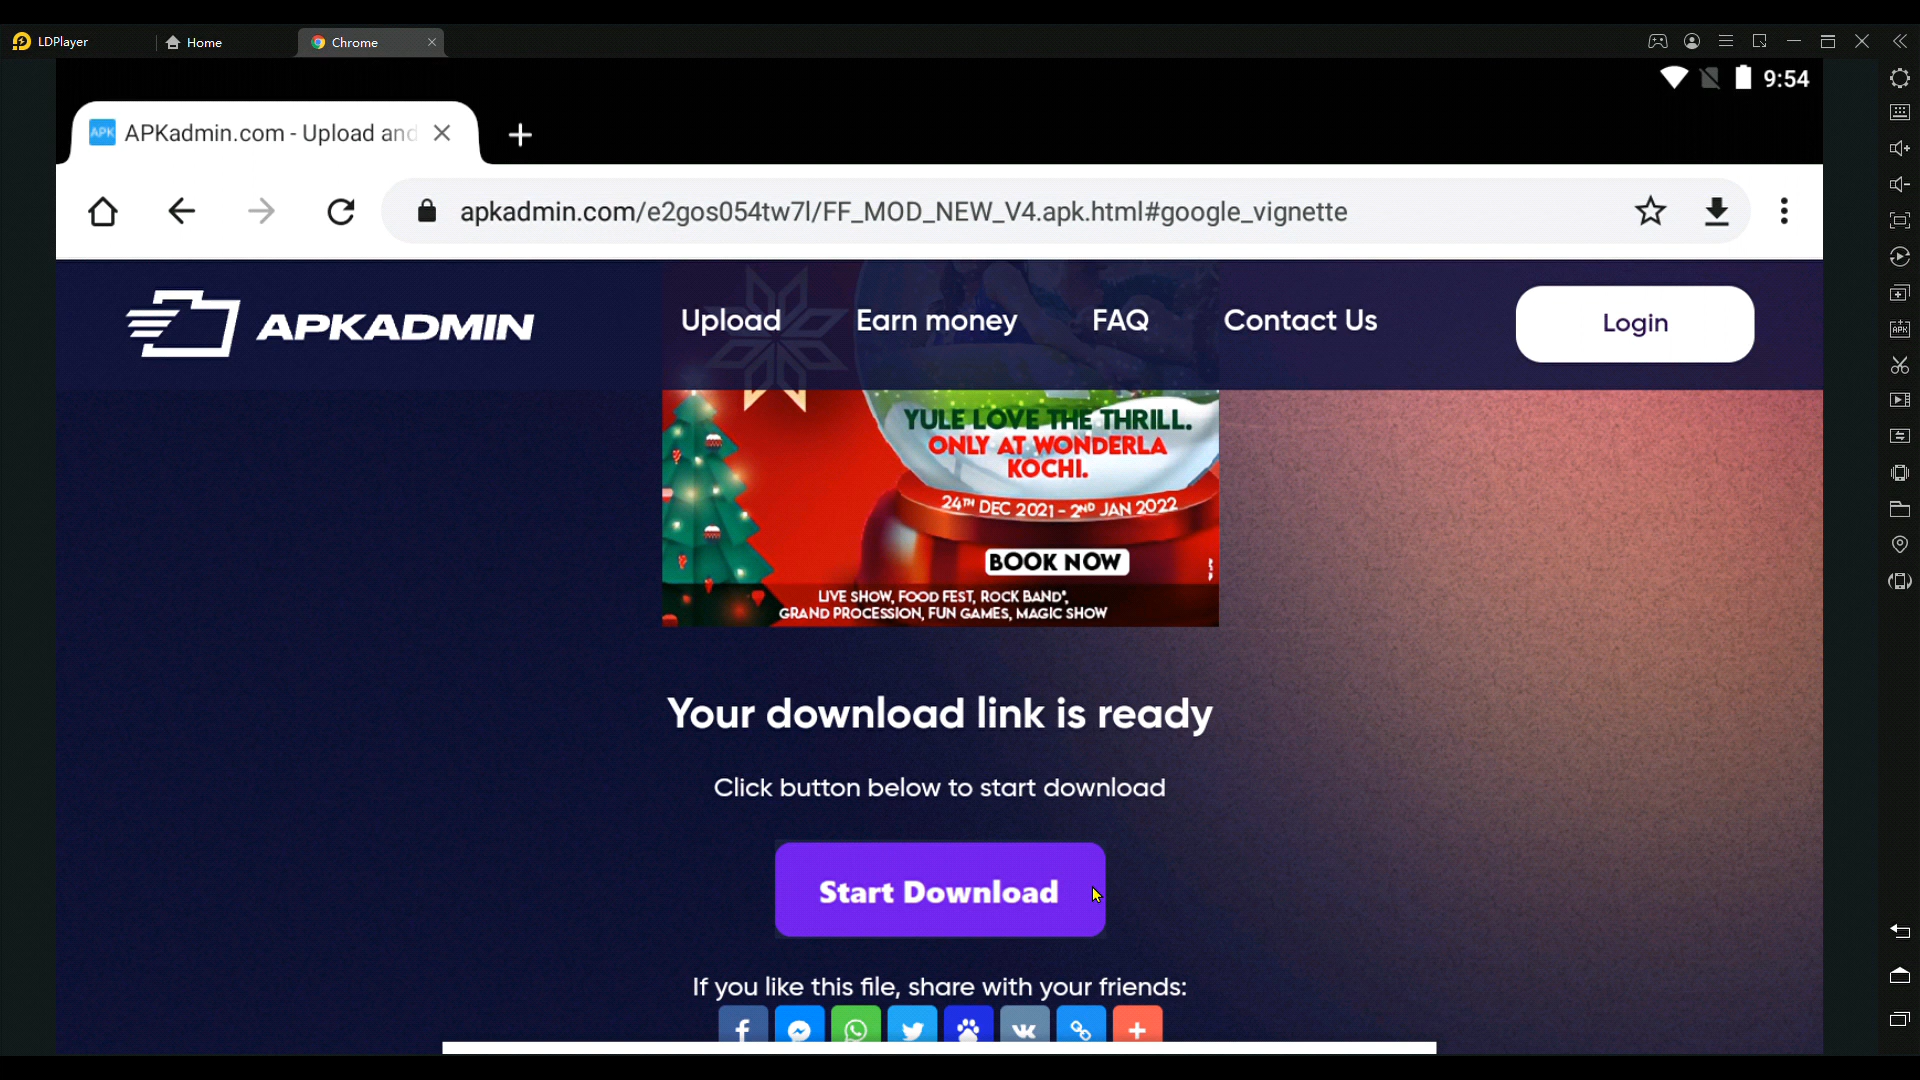 LDPlayer
Home
Chrome
9:54
APKadmin.com - Upload and
apkadmin.com/e2gos054tw7l/FF_MOD_NEW_V4.apk.html#google_vignette
APKADMIN
Upload
Earn money
FAQ
Contact Us
Login
YULE LOVE THE THRILL.
ONLY AT WONDERLA
KOCHI.
24TH DEC 2021 - 2ND JAN 2022
BOOK NOW
LIVE SHOW, FOOD FEST, ROCK BAND*,
GRAND PROCESSION, FUN GAMES, MAGIC SHOW
Your download link is ready
Click button below to start download
Start Download
If you like this file, share with your friends: